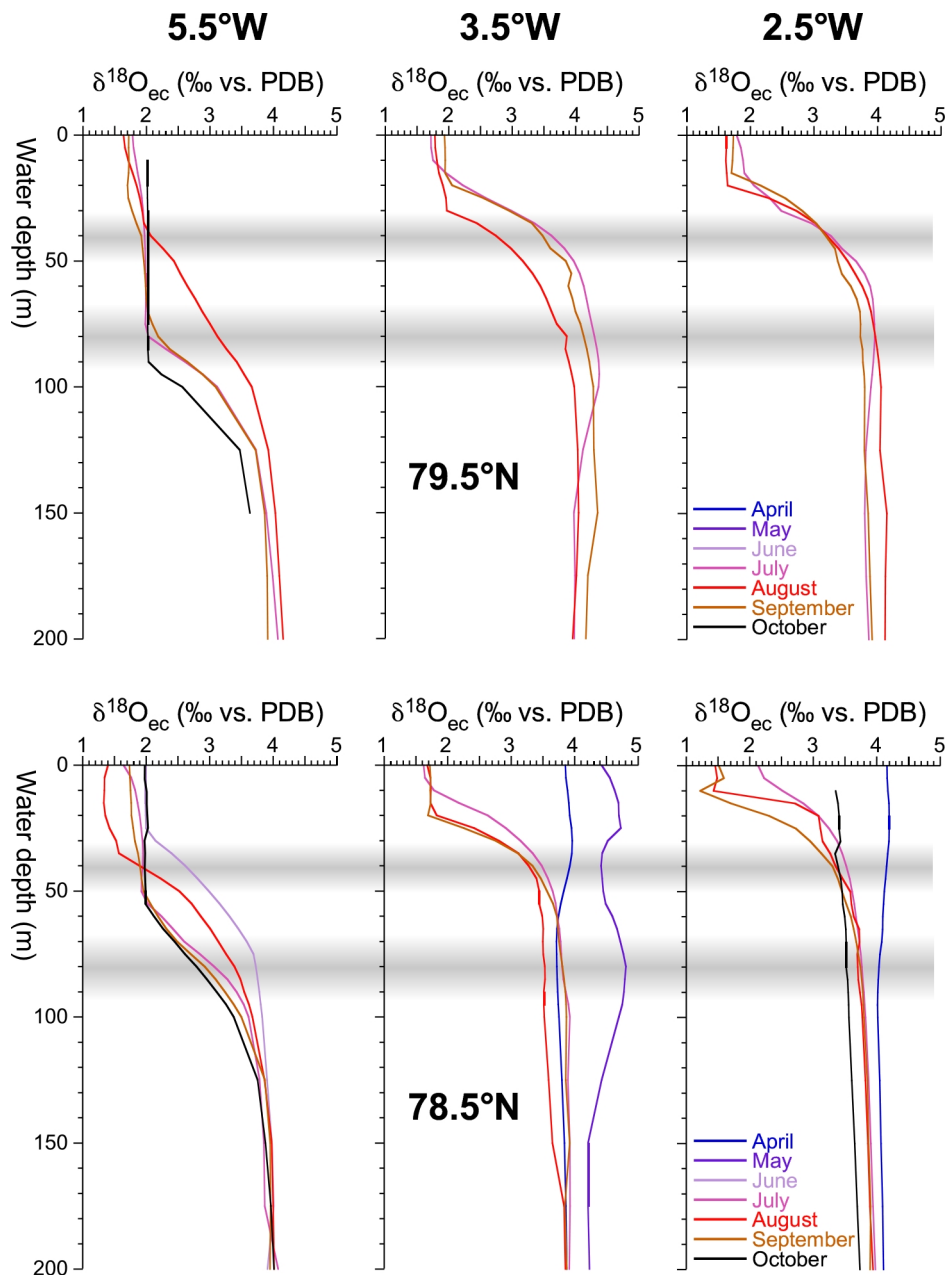 5.5°W 3.5°W 2.5°W
δ18Oec (‰ vs. PDB) δ18Oec (‰ vs. PDB) δ18Oec (‰ vs. PDB)
1 2 3 4 5 1 2 3 4 5 1 2 3 4 5
0
50
100
150
200
Water depth (m)
79.5°N
April
May
June
July
August
September
October
δ18Oec (‰ vs. PDB) δ18Oec (‰ vs. PDB) δ18Oec (‰ vs. PDB)
1 2 3 4 5 1 2 3 4 5 1 2 3 4 5
0
50
100
150
200
Water depth (m)
78.5°N
April
May
June
July
August
September
October